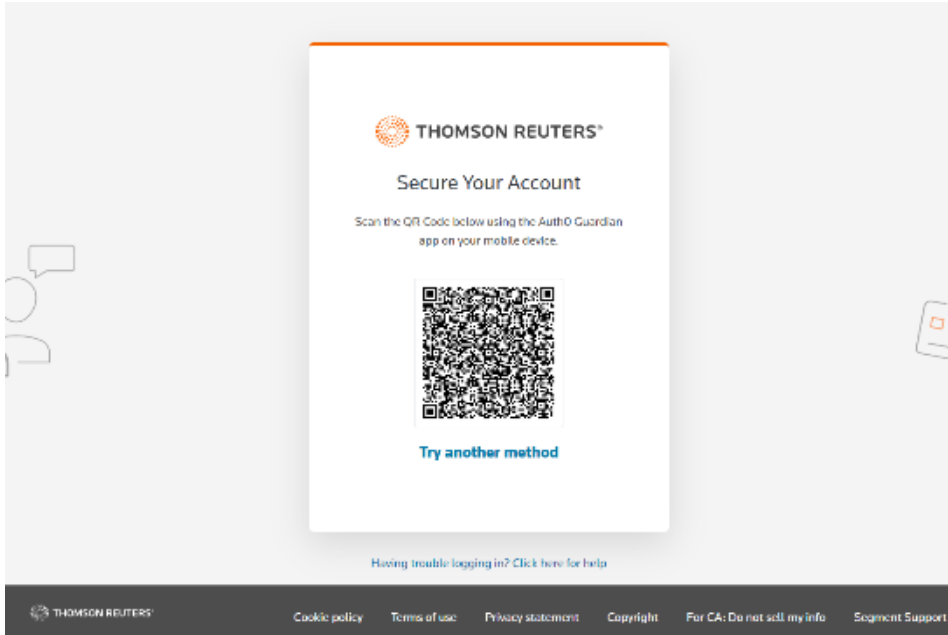 THOMSON REUTERS™
Secure Your Account
Scan the QR Code below using the Auth0 Guardian
app on your mobile device.
Try another method
Having trouble logging in? Click here for help
THOMSON REUTERS® Cookie policy Terms of use Privacy statement Copyright For CA: Do not sell my info Segment Support